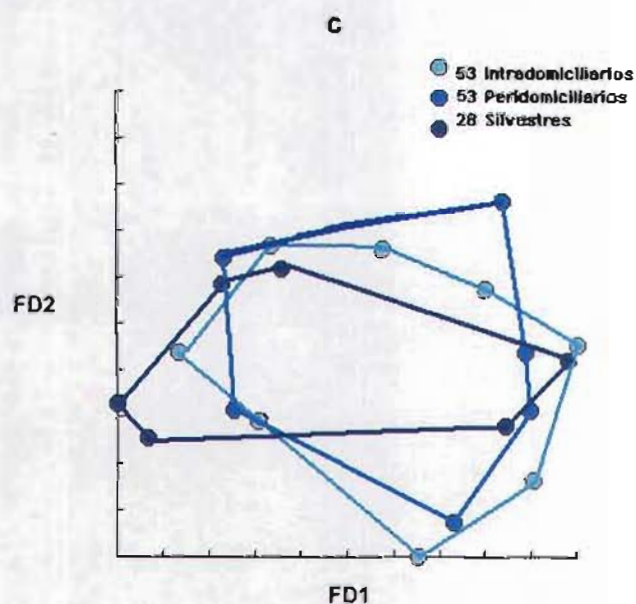 C
53 Intradomiciliarios
53 Peridomiciliarios
28 Silvestres
FD2
FD1